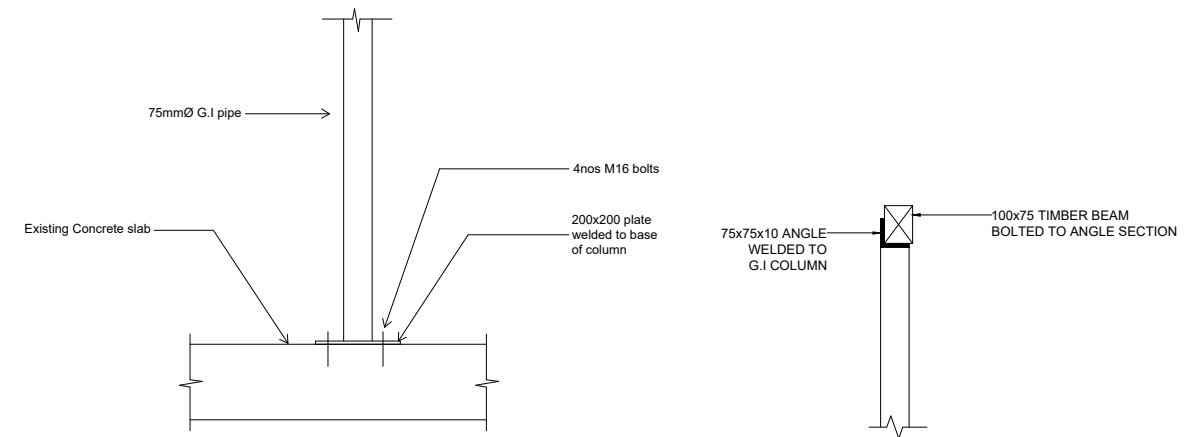 75mmØ G.I pipe
4nos M16 bolts
Existing Concrete slab
200x200 plate
welded to base
of column
75x75x10 ANGLE
WELDED TO
G.I COLUMN
100x75 TIMBER BEAM
BOLTED TO ANGLE SECTION